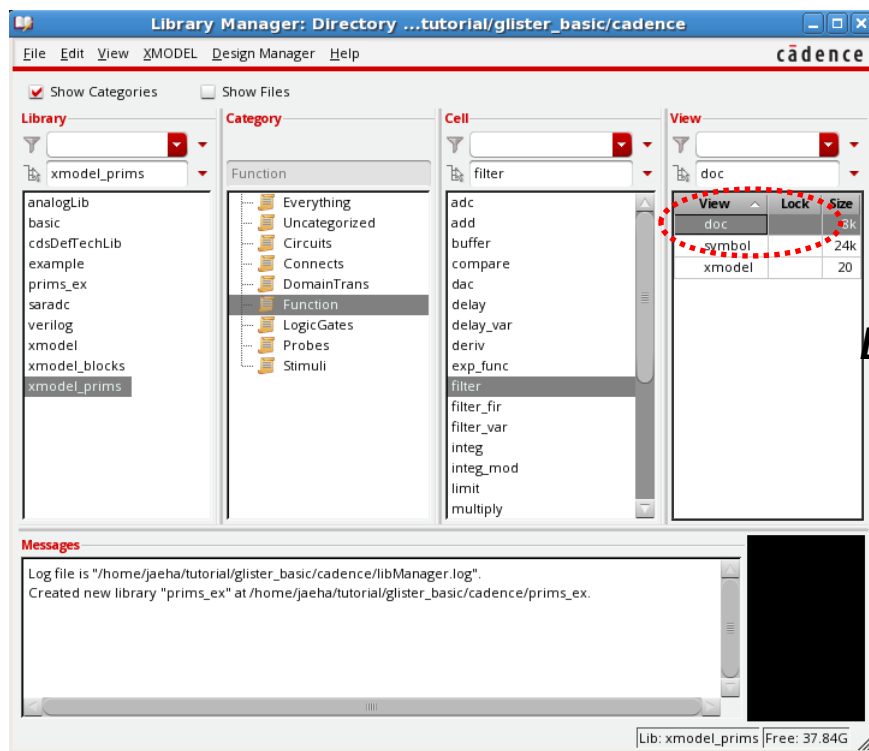 Library Manager: Directory ...tutorial/glister_basic/cadence
File Edit View XMODEL Design Manager Help
cādence
Show Categories
Show Files
Library
Category
Cell
View
xmodel_prims
Function
filter
doc
analogLib
basic
cdsDefTechLib
example
prims_ex
saradc
verilog
xmodel
xmodel_blocks
xmodel_prims
Everything
Uncategorized
Circuits
Connects
DomainTrans
Function
LogicGates
Probes
Stimuli
adc
add
buffer
compare
dac
delay
delay_var
deriv
exp_func
filter
filter_fir
filter_var
integ
integ_mod
limit
multiply
View Lock Size
doc
symbol 24k
xmodel 20
Messages
Log file is "/home/jaeha/tutorial/glister_basic/cadence/libManager.log".
Created new library "prims_ex" at /home/jaeha/tutorial/glister_basic/cadence/prims_ex.
Lib: xmodel_prims Free: 37.84G